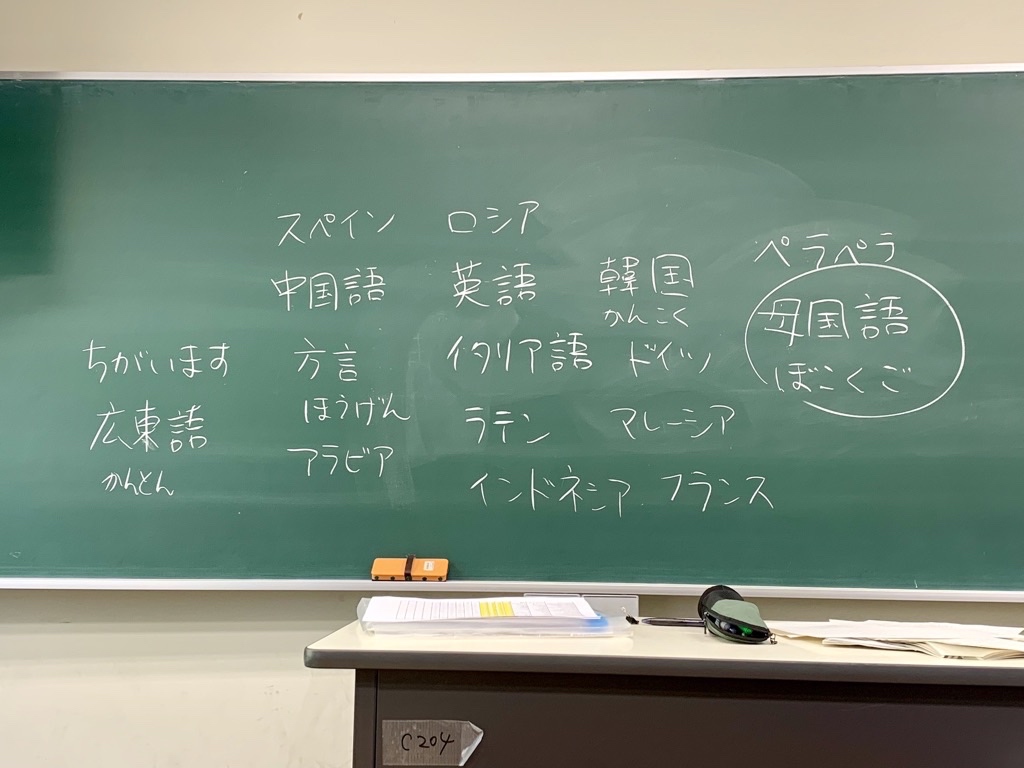 スペイン ロシア
ペラペラ
中国語 英語 韓国
かんこく
母国語
ぼこくご
ちがいます 方言 イタリア語 ドイツ
ほうげん
広東語 ラテン マレーシア
かんとん アラビア
インドネシア フランス
C204